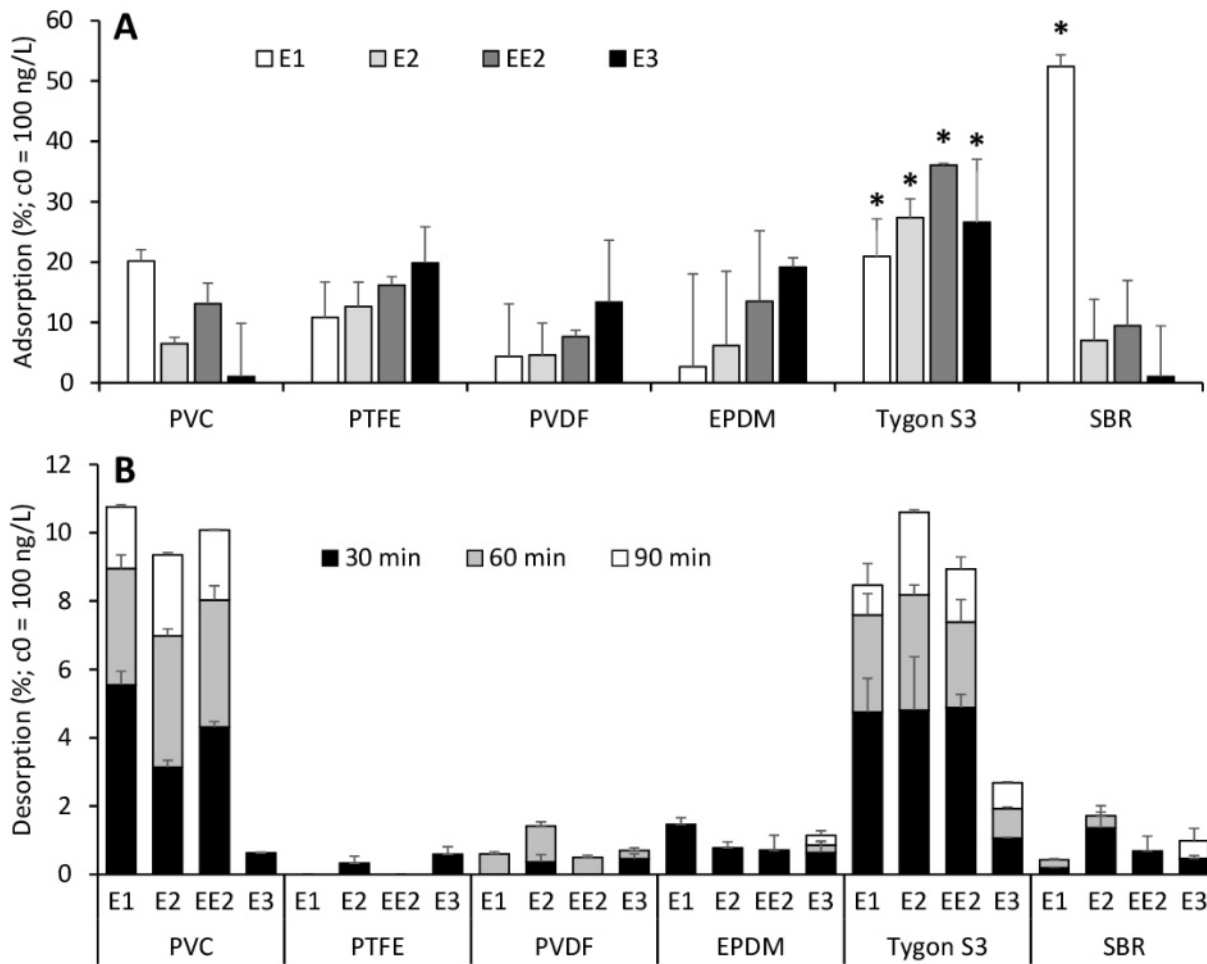 A
Adsorption (%; c0 = 100 ng/L)
60
50
40
30
20
10
0
E1 E2 EE2 E3
* * * * *
PVC PTFE PVDF EPDM Tygon S3 SBR
B
Desorption (%; c0 = 100 ng/L)
12
10
8
6
4
2
0
30 min 60 min 90 min
E1 E2 EE2 E3 E1 E2 EE2 E3 E1 E2 EE2 E3 E1 E2 EE2 E3 E1 E2 EE2 E3 E1 E2 EE2 E3
PVC PTFE PVDF EPDM Tygon S3 SBR